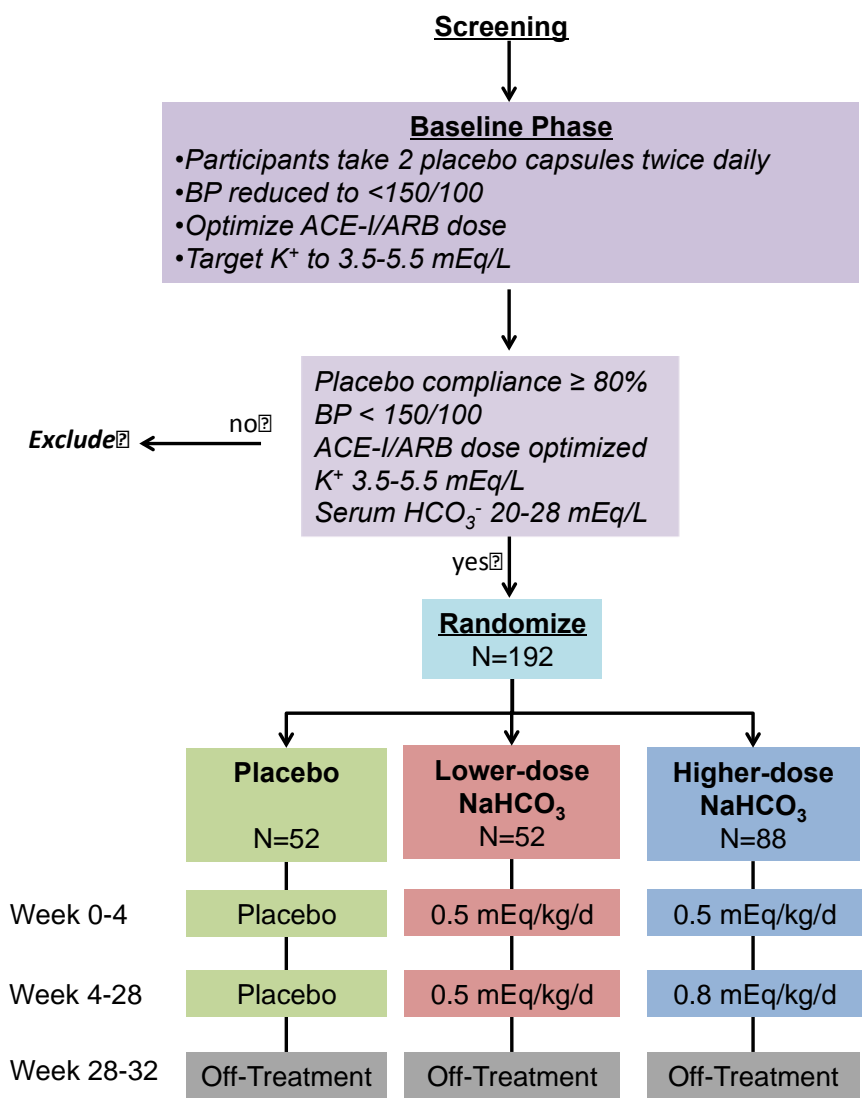 Screening
Baseline Phase
•Participants take 2 placebo capsules twice daily
•BP reduced to <150/100
•Optimize ACE-I/ARB dose
•Target K⁺ to 3.5-5.5 mEq/L
Placebo compliance ≥ 80%
BP < 150/100
ACE-I/ARB dose optimized
K⁺ 3.5-5.5 mEq/L
Serum HCO₃⁻ 20-28 mEq/L
no⍰
Exclude⍰
yes⍰
Randomize
N=192
Placebo
N=52
Lower-dose
NaHCO₃
N=52
Higher-dose
NaHCO₃
N=88
Week 0-4
Placebo
0.5 mEq/kg/d
0.5 mEq/kg/d
Week 4-28
Placebo
0.5 mEq/kg/d
0.8 mEq/kg/d
Week 28-32
Off-Treatment
Off-Treatment
Off-Treatment